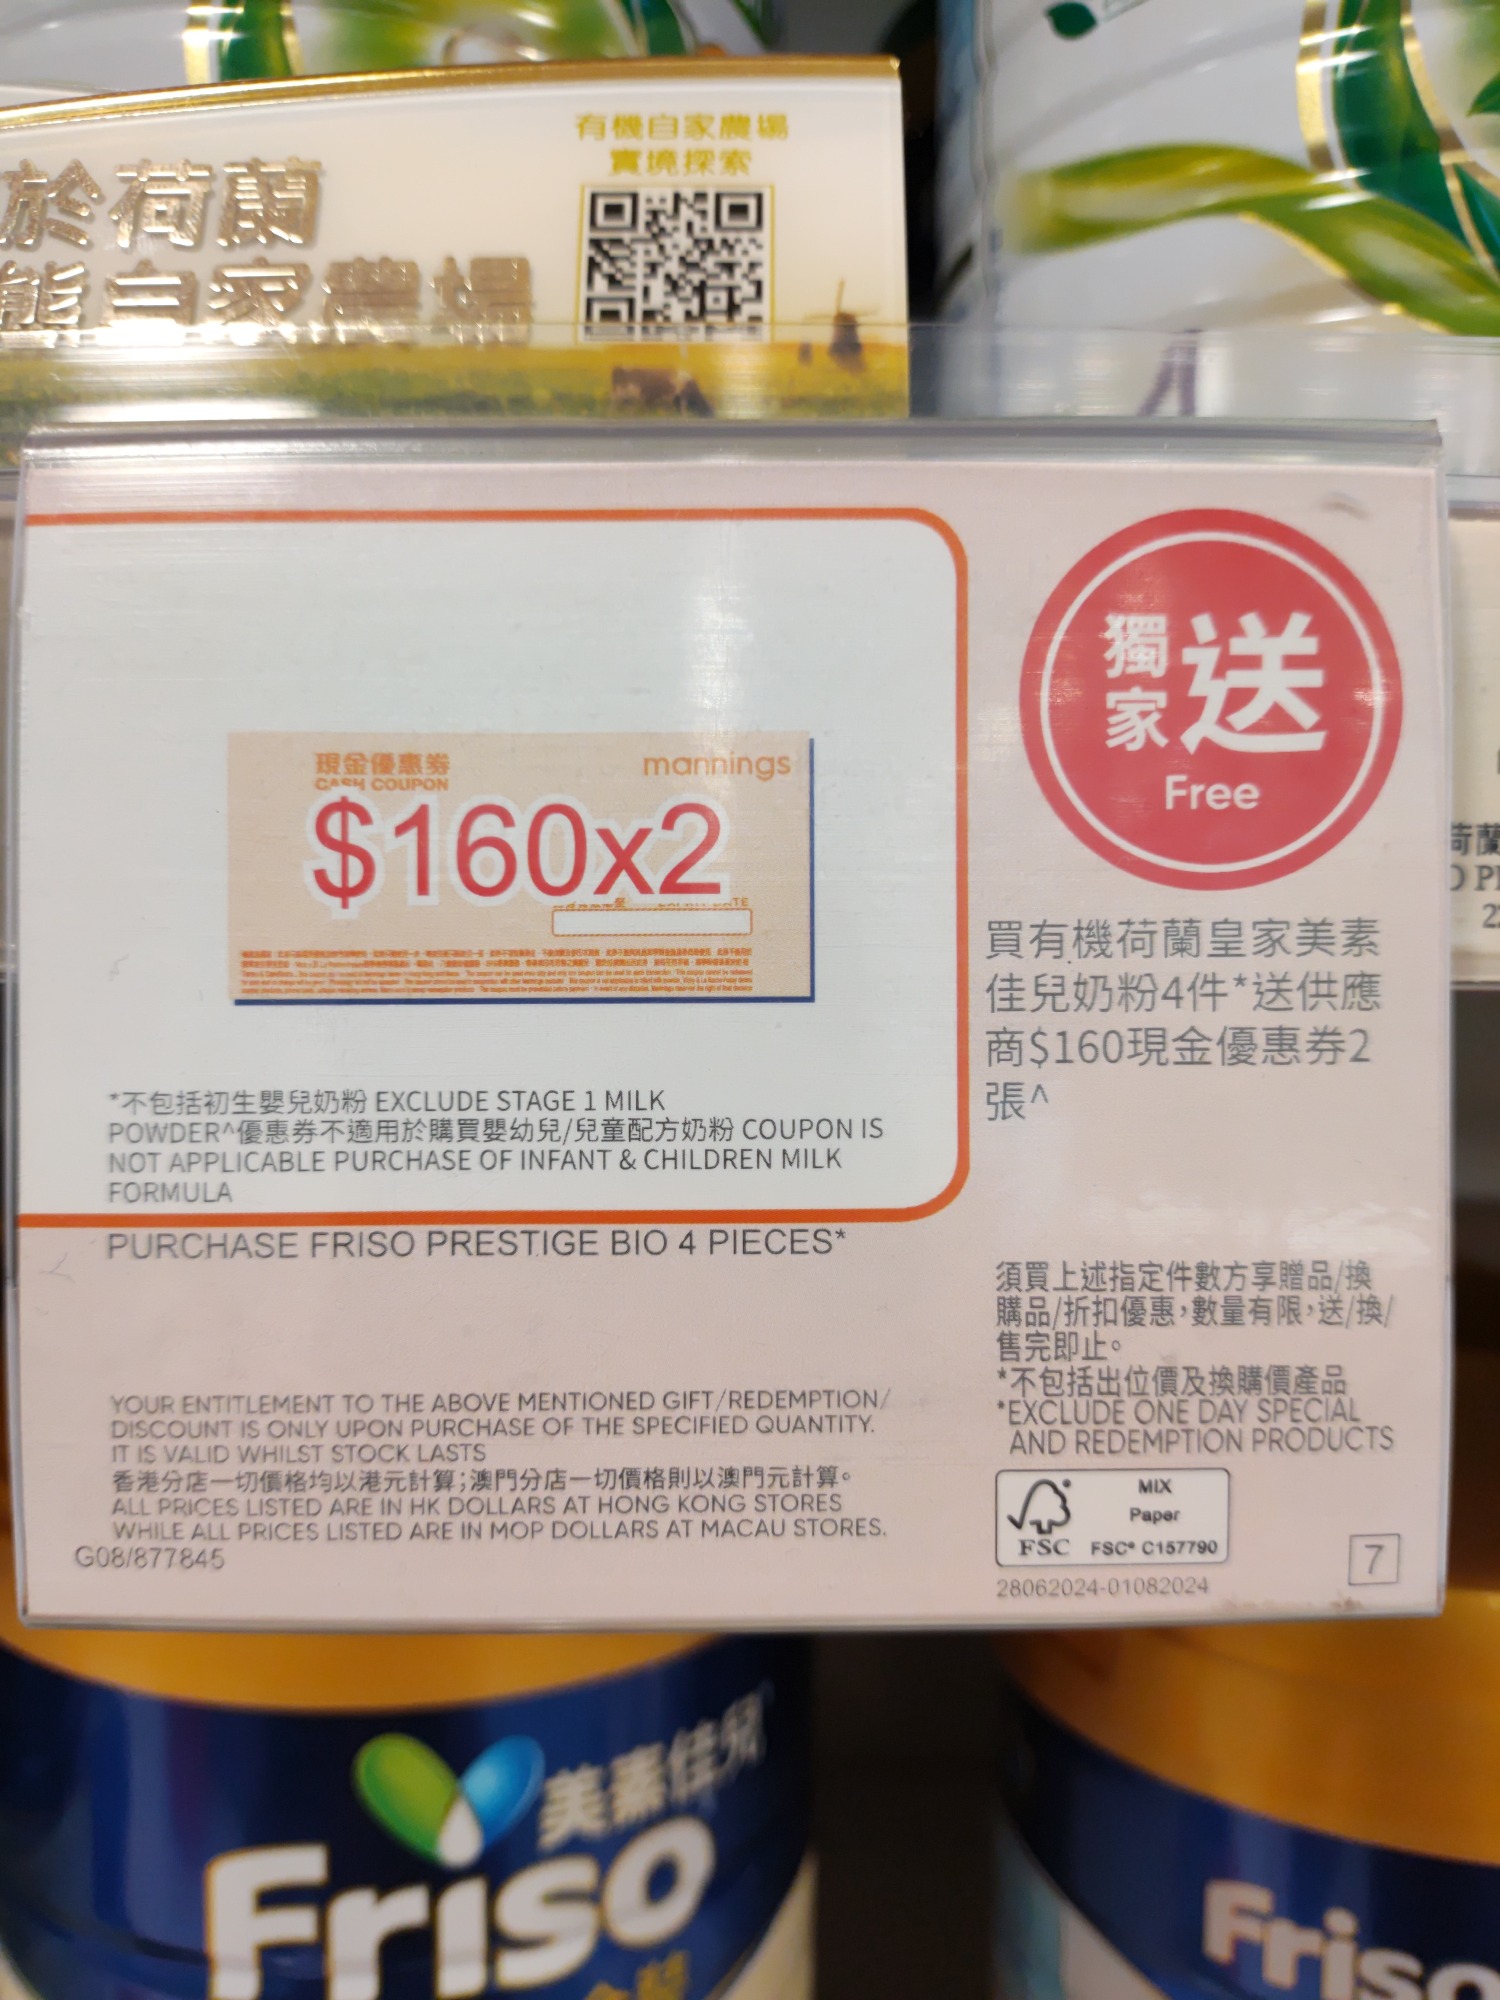 有機自家農場
實境探索
於荷蘭
熊自家農場
現金優惠券
CASH COUPON
mannings
$160x2
獨家送
Free
買有機荷蘭皇家美素
佳兒奶粉4件*送供應
商$160現金優惠券2
張^
*不包括初生嬰兒奶粉 EXCLUDE STAGE 1 MILK
POWDER^優惠券不適用於購買嬰幼兒/兒童配方奶粉 COUPON IS
NOT APPLICABLE PURCHASE OF INFANT & CHILDREN MILK
FORMULA
PURCHASE FRISO PRESTIGE BIO 4 PIECES*
須買上述指定件數方享贈品/換
購品/折扣優惠,數量有限,送/換/
售完即止。
*不包括出位價及換購價產品
*EXCLUDE ONE DAY SPECIAL
AND REDEMPTION PRODUCTS
YOUR ENTITLEMENT TO THE ABOVE MENTIONED GIFT/REDEMPTION/
DISCOUNT IS ONLY UPON PURCHASE OF THE SPECIFIED QUANTITY.
IT IS VALID WHILST STOCK LASTS
香港分店一切價格均以港元計算;澳門分店一切價格則以澳門元計算。
ALL PRICES LISTED ARE IN HK DOLLARS AT HONG KONG STORES
WHILE ALL PRICES LISTED ARE IN MOP DOLLARS AT MACAU STORES.
G08/877845
FSC
MIX
Paper
FSC® C157790
28062024-01082024
7
荷蘭
美素佳兒
Friso
Friso